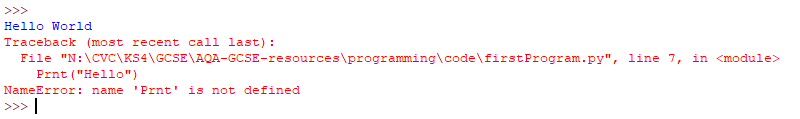 >>>
Hello World
Traceback (most recent call last):
  File "N:\CVC\KS4\GCSE\AQA-GCSE-resources\programming\code\firstProgram.py", line 7, in <module>
    Prnt("Hello")
NameError: name 'Prnt' is not defined
>>>